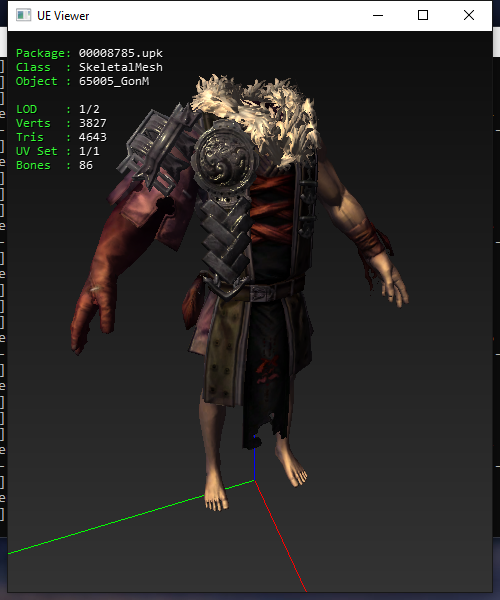 UE Viewer
Package: 00008785.upk
Class : SkeletalMesh
Object : 65005_GonM
LOD : 1/2
Verts : 3827
Tris : 4643
UV Set : 1/1
Bones : 86